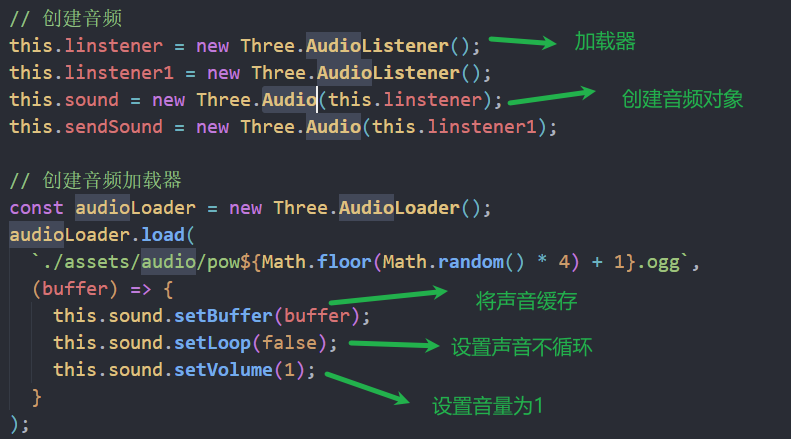 // 创建音频
this.linstener = new Three.AudioListener(); 加载器
this.linstener1 = new Three.AudioListener();
this.sound = new Three.Audio(this.linstener); 创建音频对象
this.sendSound = new Three.Audio(this.linstener1);
// 创建音频加载器
const audioLoader = new Three.AudioLoader();
audioLoader.load(
`./assets/audio/pow${Math.floor(Math.random() * 4) + 1}.ogg`,
(buffer) => { 将声音缓存
this.sound.setBuffer(buffer);
this.sound.setLoop(false); 设置声音不循环
this.sound.setVolume(1);
} 设置音量为1
);